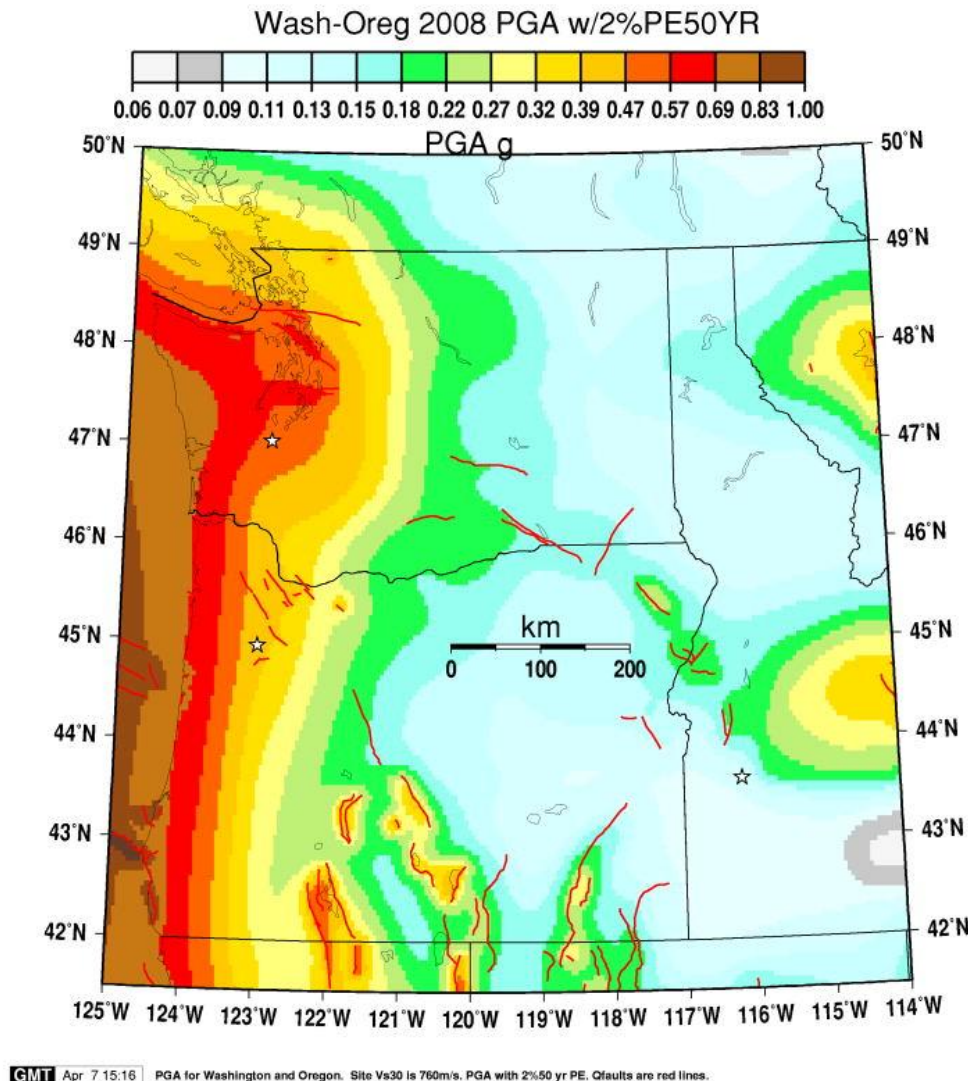 Wash-Oreg 2008 PGA w/2%PE50YR
0.06 0.07 0.09 0.11 0.13 0.15 0.18 0.22 0.27 0.32 0.39 0.47 0.57 0.69 0.83 1.00
PGA g
50˚N 50˚N
49˚N 49˚N
48˚N 48˚N
47˚N 47˚N
46˚N 46˚N
45˚N 45˚N
km
0 100 200
44˚N 44˚N
43˚N 43˚N
42˚N 42˚N
125˚W 124˚W 123˚W 122˚W 121˚W 120˚W 119˚W 118˚W 117˚W 116˚W 115˚W 114˚W
GMT Apr 7 15:16 PGA for Washington and Oregon. Site Vs30 is 760m/s. PGA with 2%50 yr PE. Qfaults are red lines.